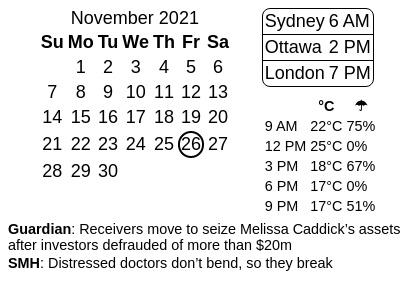 November 2021
Su Mo Tu We Th Fr Sa
1 2 3 4 5 6
7 8 9 10 11 12 13
14 15 16 17 18 19 20
21 22 23 24 25 26 27
28 29 30
Sydney 6 AM
Ottawa 2 PM
London 7 PM
°C ☂
9 AM 22°C 75%
12 PM 25°C 0%
3 PM 18°C 67%
6 PM 17°C 0%
9 PM 17°C 51%
Guardian: Receivers move to seize Melissa Caddick’s assets
after investors defrauded of more than $20m
SMH: Distressed doctors don’t bend, so they break